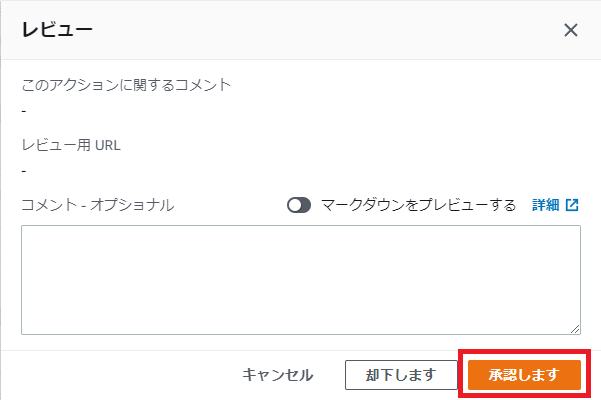 レビュー
このアクションに関するコメント
-
レビュー用 URL
-
コメント - オプショナル マークダウンをプレビューする 詳細
キャンセル 却下します 承認します